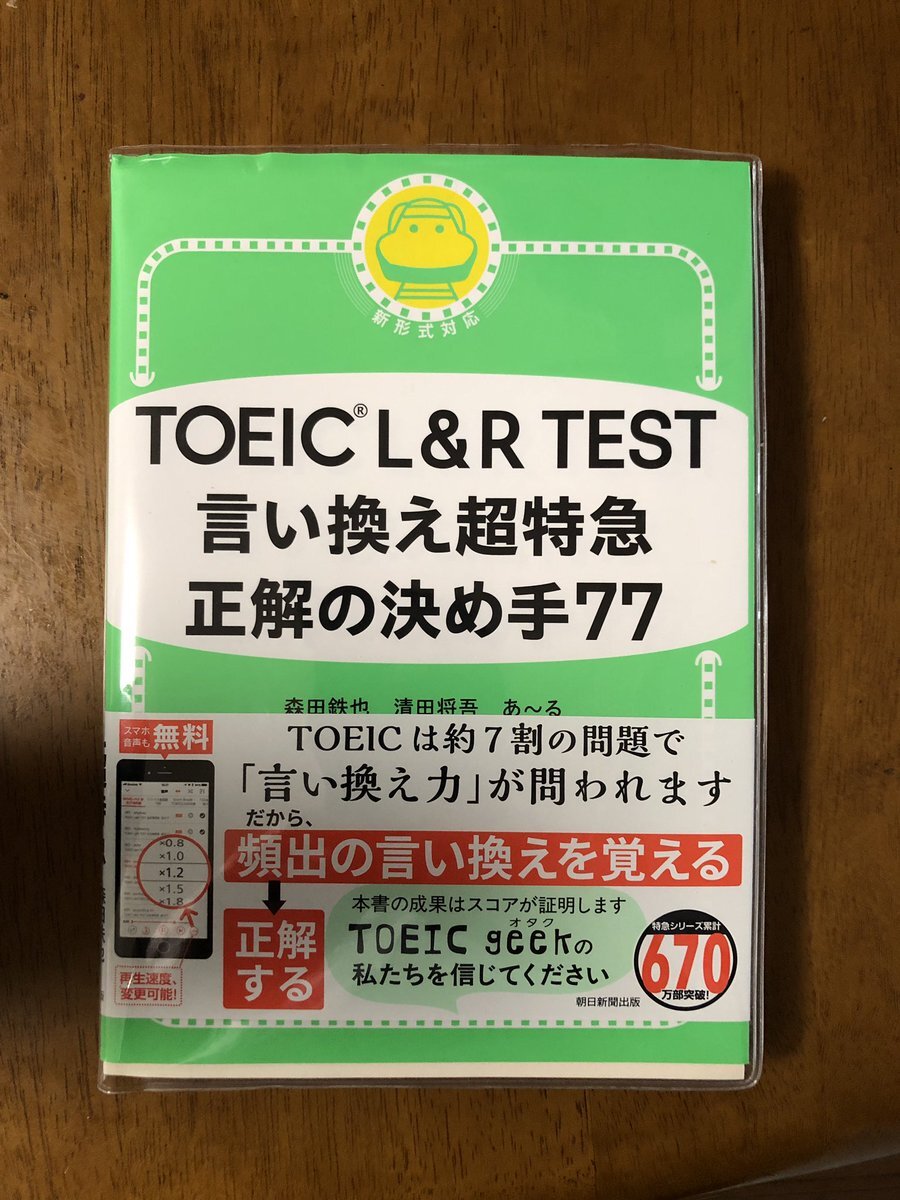 新形式対応
TOEIC® L&R TEST
言い換え超特急
正解の決め手77
森田鉄也 清田将吾 あ〜る
スマホ
音声も
無料
TOEICは約7割の問題で
「言い換え力」が問われます
だから、
頻出の言い換えを覚える
正解
する
×0.8
×1.0
×1.2
×1.5
×1.8
再生速度、
変更可能!
本書の成果はスコアが証明します
オタク
TOEIC geekの
私たちを信じてください
特急シリーズ累計
670
万部突破!
朝日新聞出版